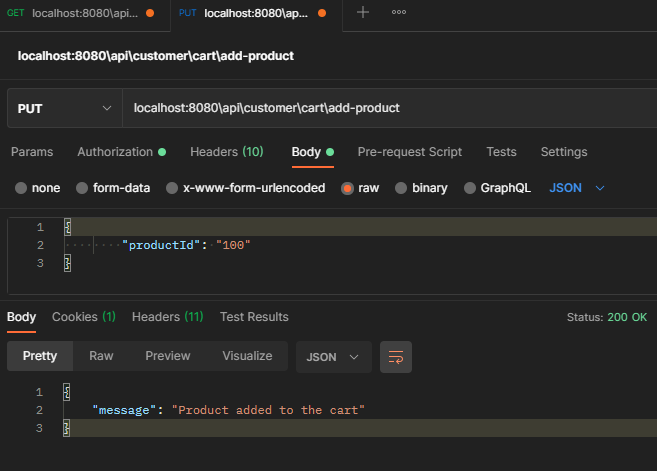 GET localhost:8080\api... PUT localhost:8080\ap...
localhost:8080\api\customer\cart\add-product
PUT localhost:8080\api\customer\cart\add-product
Params Authorization Headers (10) Body Pre-request Script Tests Settings
none form-data x-www-form-urlencoded raw binary GraphQL JSON
1 {
2 "productId": "100"
3 }
Body Cookies (1) Headers (11) Test Results Status: 200 OK
Pretty Raw Preview Visualize JSON
1 {
2 "message": "Product added to the cart"
3 }